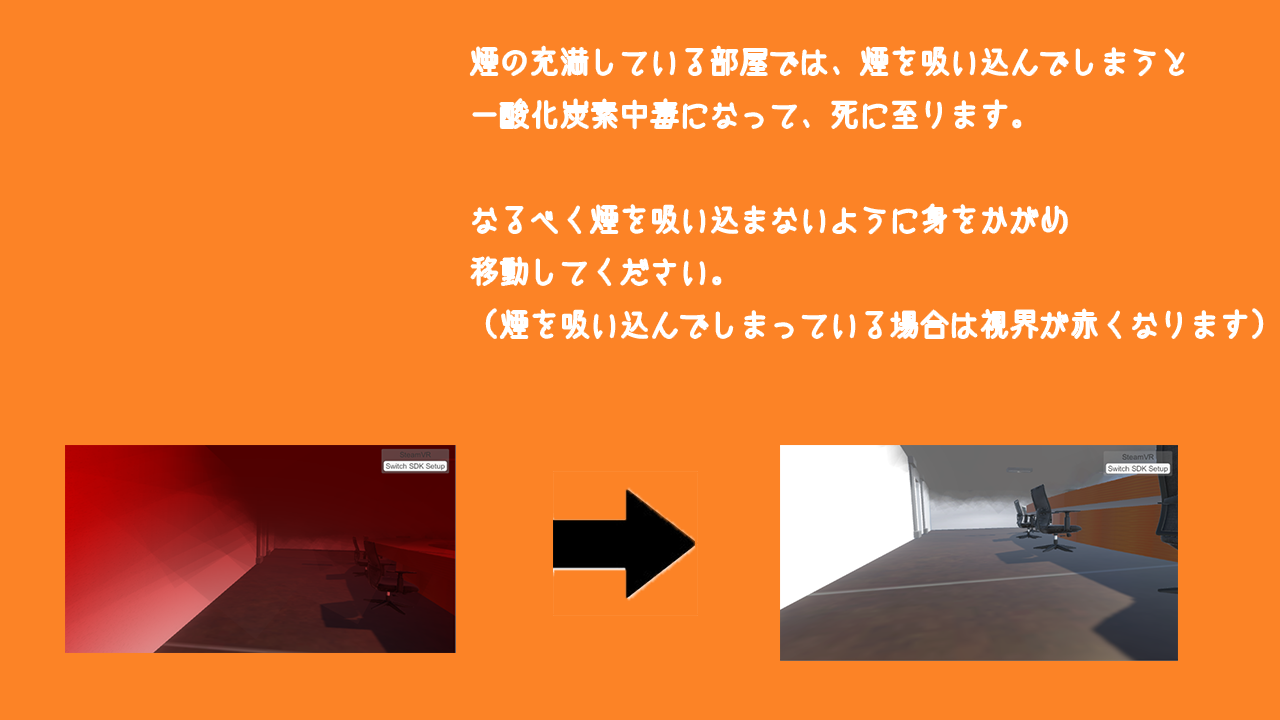 煙の充満している部屋では、煙を吸い込んでしまうと
一酸化炭素中毒になって、死に至ります。
なるべく煙を吸い込まないように身をかがめ
移動してください。
（煙を吸い込んでしまっている場合は視界が赤くなります）
SteamVR
Switch SDK Setup
SteamVR
Switch SDK Setup